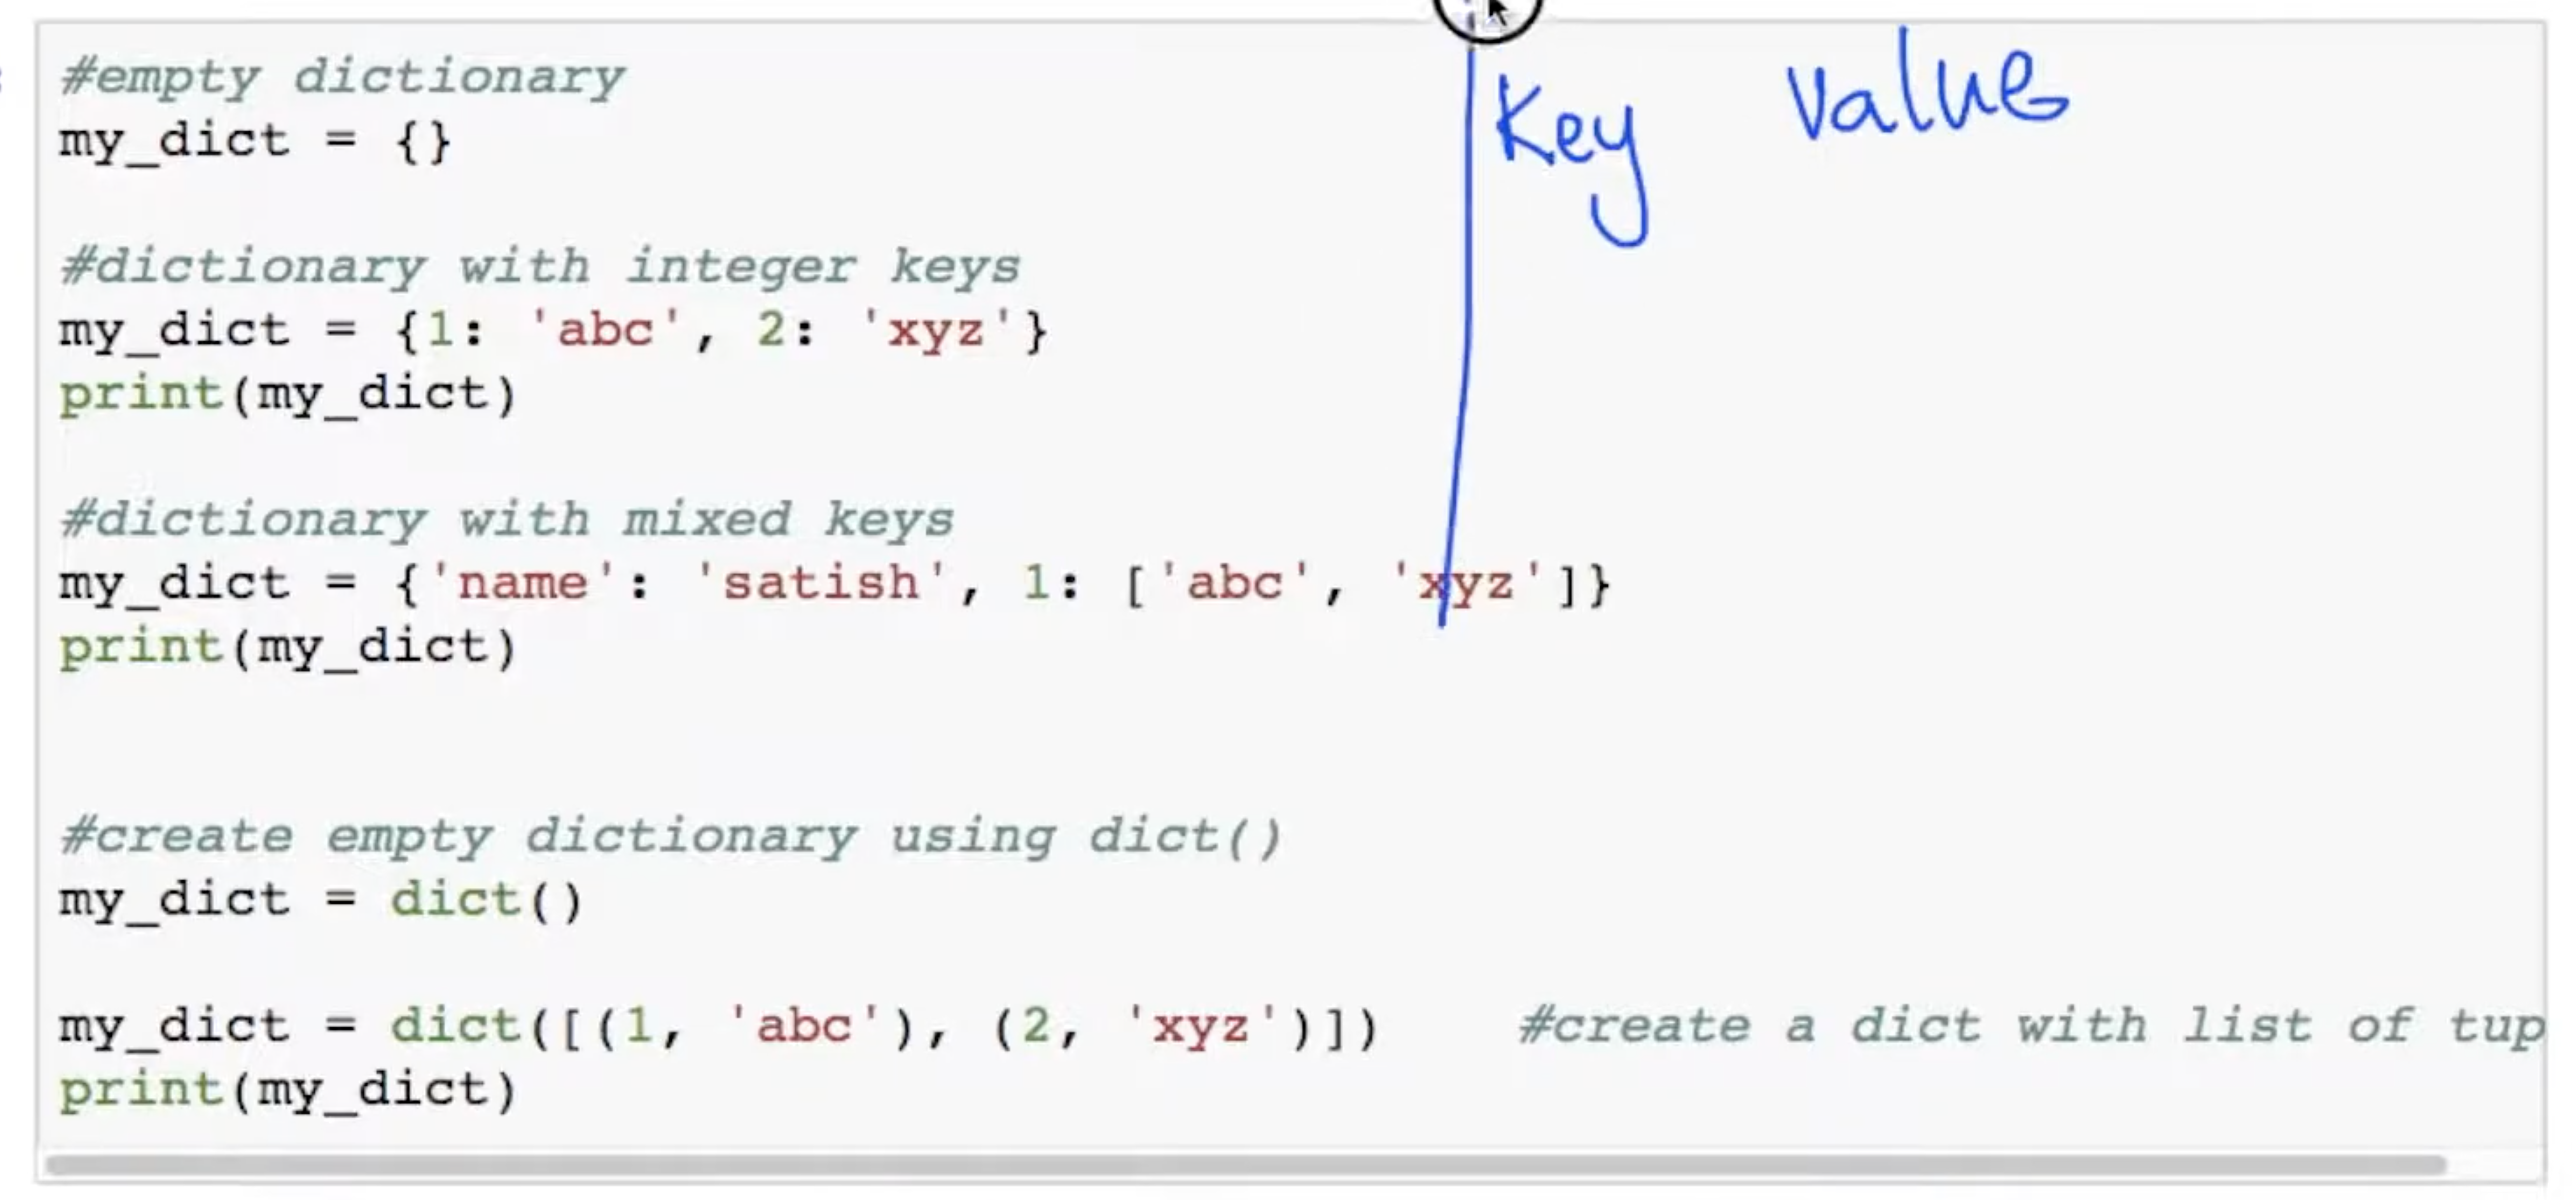 #empty dictionary
my_dict = {}
Key Value
#dictionary with integer keys
my_dict = {1: 'abc', 2: 'xyz'}
print(my_dict)
#dictionary with mixed keys
my_dict = {'name': 'satish', 1: ['abc', 'xyz']}
print(my_dict)
#create empty dictionary using dict()
my_dict = dict()
my_dict = dict([(1, 'abc'), (2, 'xyz')]) #create a dict with list of tup
print(my_dict)